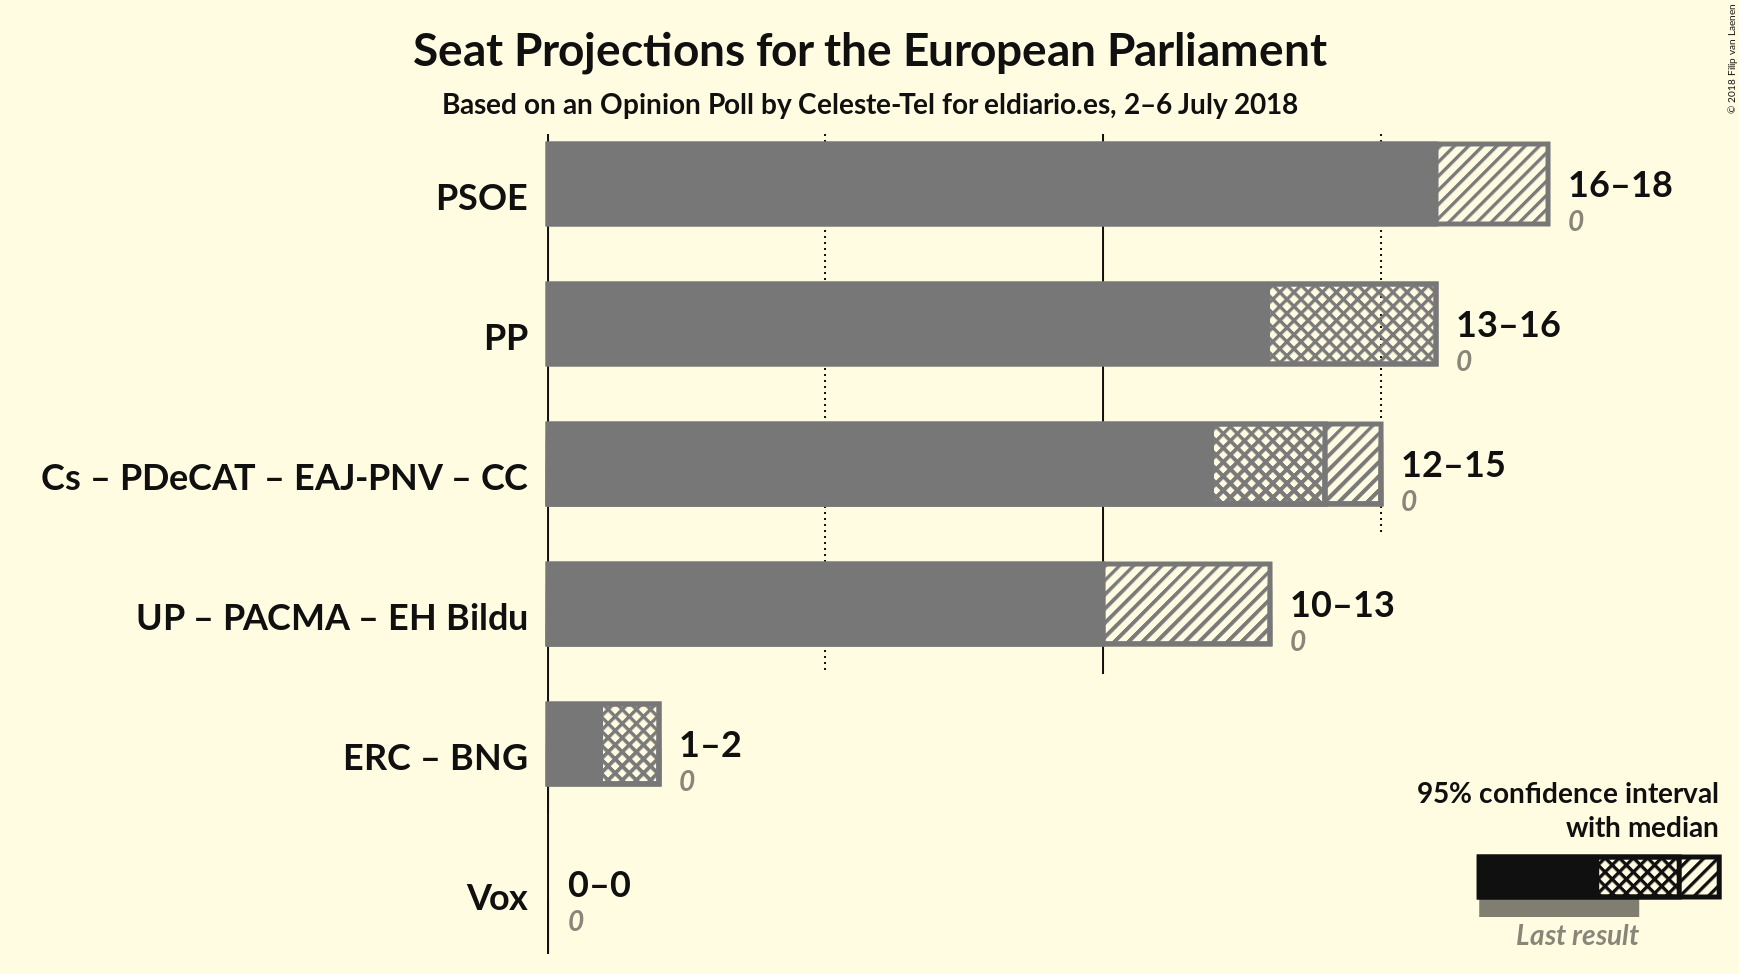 Seat Projections for the European Parliament
Based on an Opinion Poll by Celeste-Tel for eldiario.es, 2–6 July 2018
© 2018 Filip van Laenen
PSOE
16–18
0
PP
13–16
0
Cs – PDeCAT – EAJ-PNV – CC
12–15
0
UP – PACMA – EH Bildu
10–13
0
ERC – BNG
1–2
0
Vox
0–0
0
95% confidence interval
with median
Last result